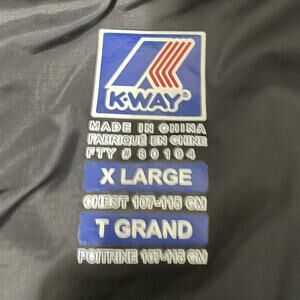 K-WAY®
MADE IN CHINA
FABRIQUÉ EN CHINE
FTY # 80194
X LARGE
CHEST 107-115 CM
T GRAND
POITRINE 107-115 CM